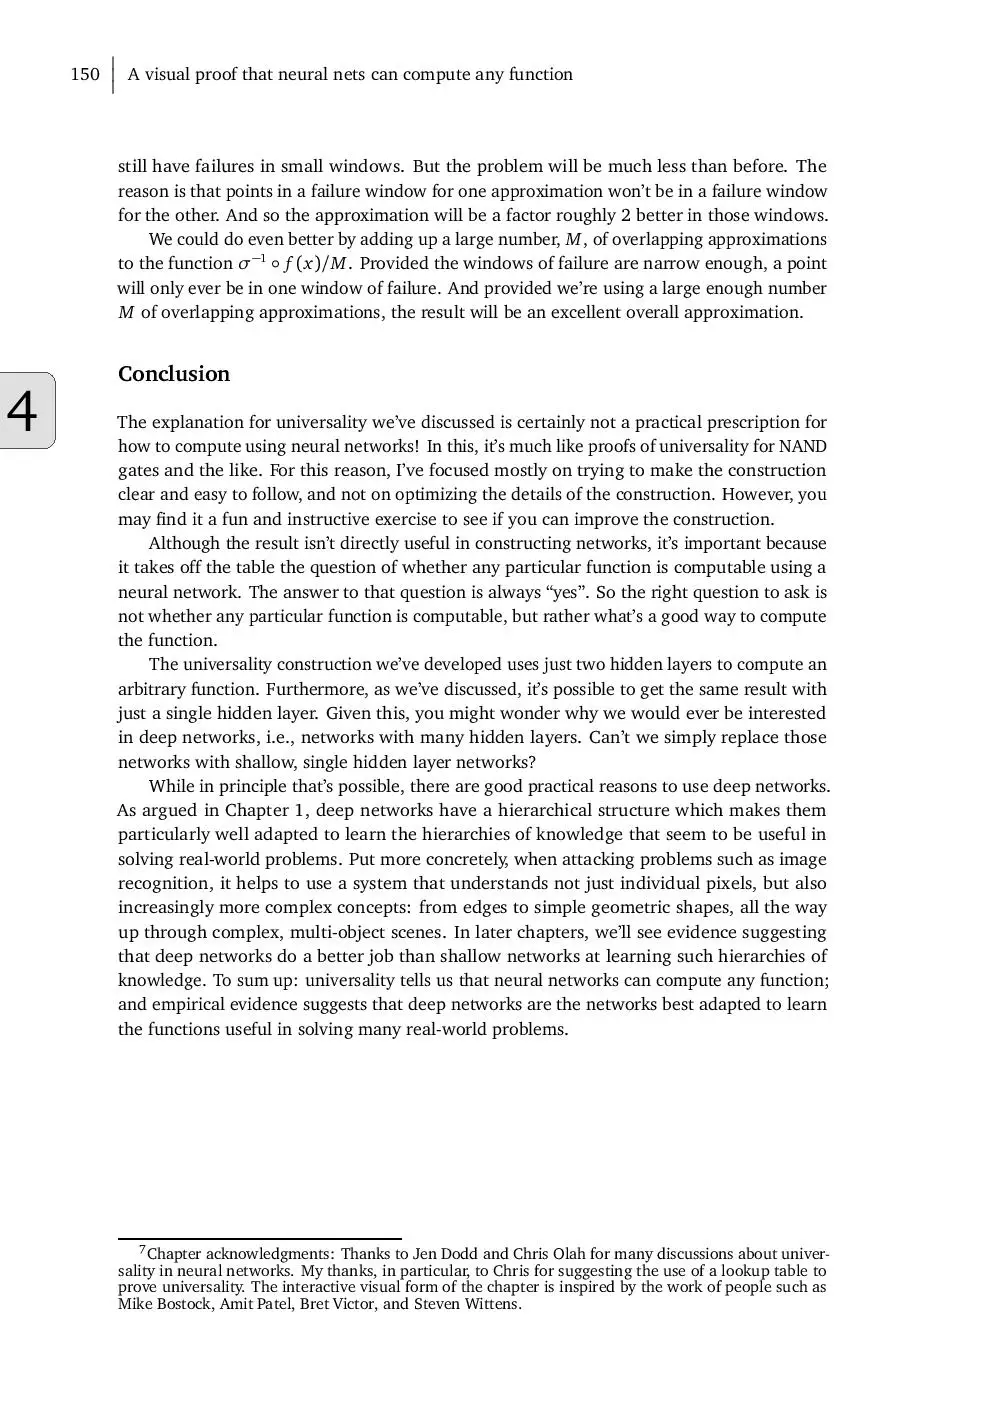 150 A visual proof that neural nets can compute any function
still have failures in small windows. But the problem will be much less than before. The
reason is that points in a failure window for one approximation won’t be in a failure window
for the other. And so the approximation will be a factor roughly 2 better in those windows.
We could do even better by adding up a large number, M, of overlapping approximations
to the function σ⁻¹ ∘ f(x)/M. Provided the windows of failure are narrow enough, a point
will only ever be in one window of failure. And provided we’re using a large enough number
M of overlapping approximations, the result will be an excellent overall approximation.
Conclusion
4
The explanation for universality we’ve discussed is certainly not a practical prescription for
how to compute using neural networks! In this, it’s much like proofs of universality for NAND
gates and the like. For this reason, I’ve focused mostly on trying to make the construction
clear and easy to follow, and not on optimizing the details of the construction. However, you
may find it a fun and instructive exercise to see if you can improve the construction.
Although the result isn’t directly useful in constructing networks, it’s important because
it takes off the table the question of whether any particular function is computable using a
neural network. The answer to that question is always “yes”. So the right question to ask is
not whether any particular function is computable, but rather what’s a good way to compute
the function.
The universality construction we’ve developed uses just two hidden layers to compute an
arbitrary function. Furthermore, as we’ve discussed, it’s possible to get the same result with
just a single hidden layer. Given this, you might wonder why we would ever be interested
in deep networks, i.e., networks with many hidden layers. Can’t we simply replace those
networks with shallow, single hidden layer networks?
While in principle that’s possible, there are good practical reasons to use deep networks.
As argued in Chapter 1, deep networks have a hierarchical structure which makes them
particularly well adapted to learn the hierarchies of knowledge that seem to be useful in
solving real-world problems. Put more concretely, when attacking problems such as image
recognition, it helps to use a system that understands not just individual pixels, but also
increasingly more complex concepts: from edges to simple geometric shapes, all the way
up through complex, multi-object scenes. In later chapters, we’ll see evidence suggesting
that deep networks do a better job than shallow networks at learning such hierarchies of
knowledge. To sum up: universality tells us that neural networks can compute any function;
and empirical evidence suggests that deep networks are the networks best adapted to learn
the functions useful in solving many real-world problems.
⁷Chapter acknowledgments: Thanks to Jen Dodd and Chris Olah for many discussions about univer-
sality in neural networks. My thanks, in particular, to Chris for suggesting the use of a lookup table to
prove universality. The interactive visual form of the chapter is inspired by the work of people such as
Mike Bostock, Amit Patel, Bret Victor, and Steven Wittens.